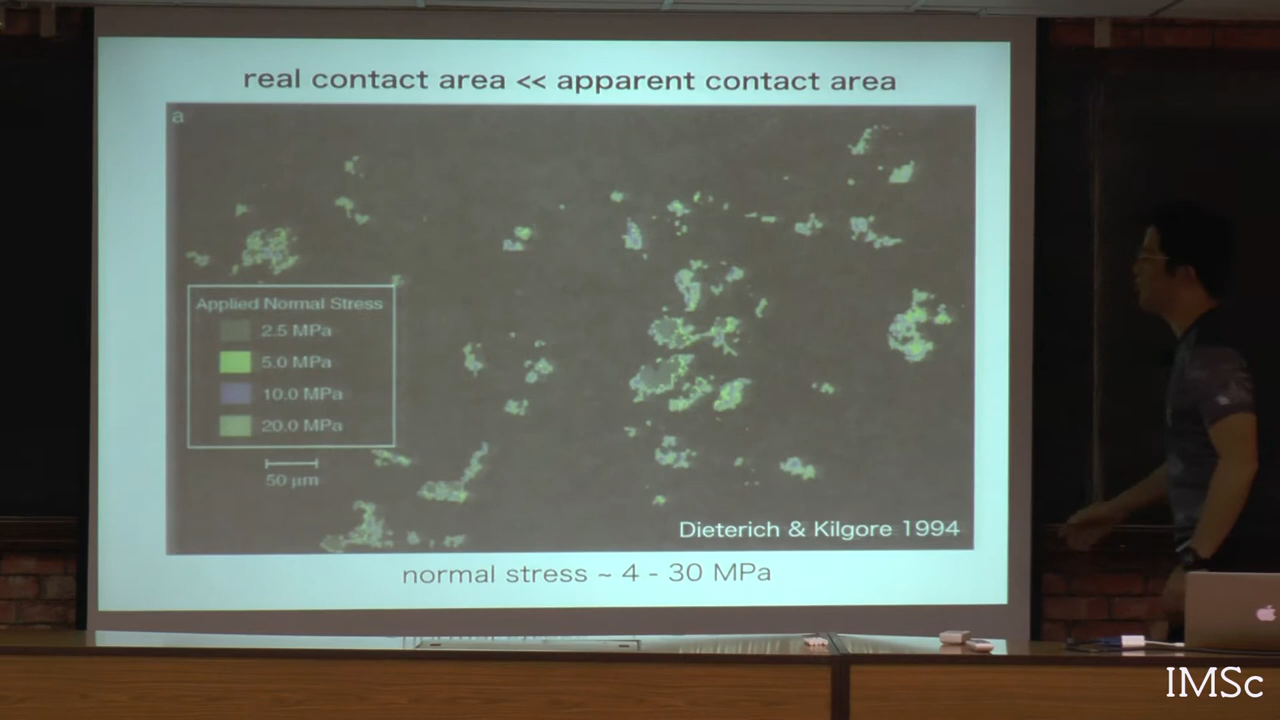 real contact area << apparent contact area
a
Applied Normal Stress
2.5 MPa
5.0 MPa
10.0 MPa
20.0 MPa
50 μm
Dieterich & Kilgore 1994
normal stress ~ 4 - 30 MPa
IMSc